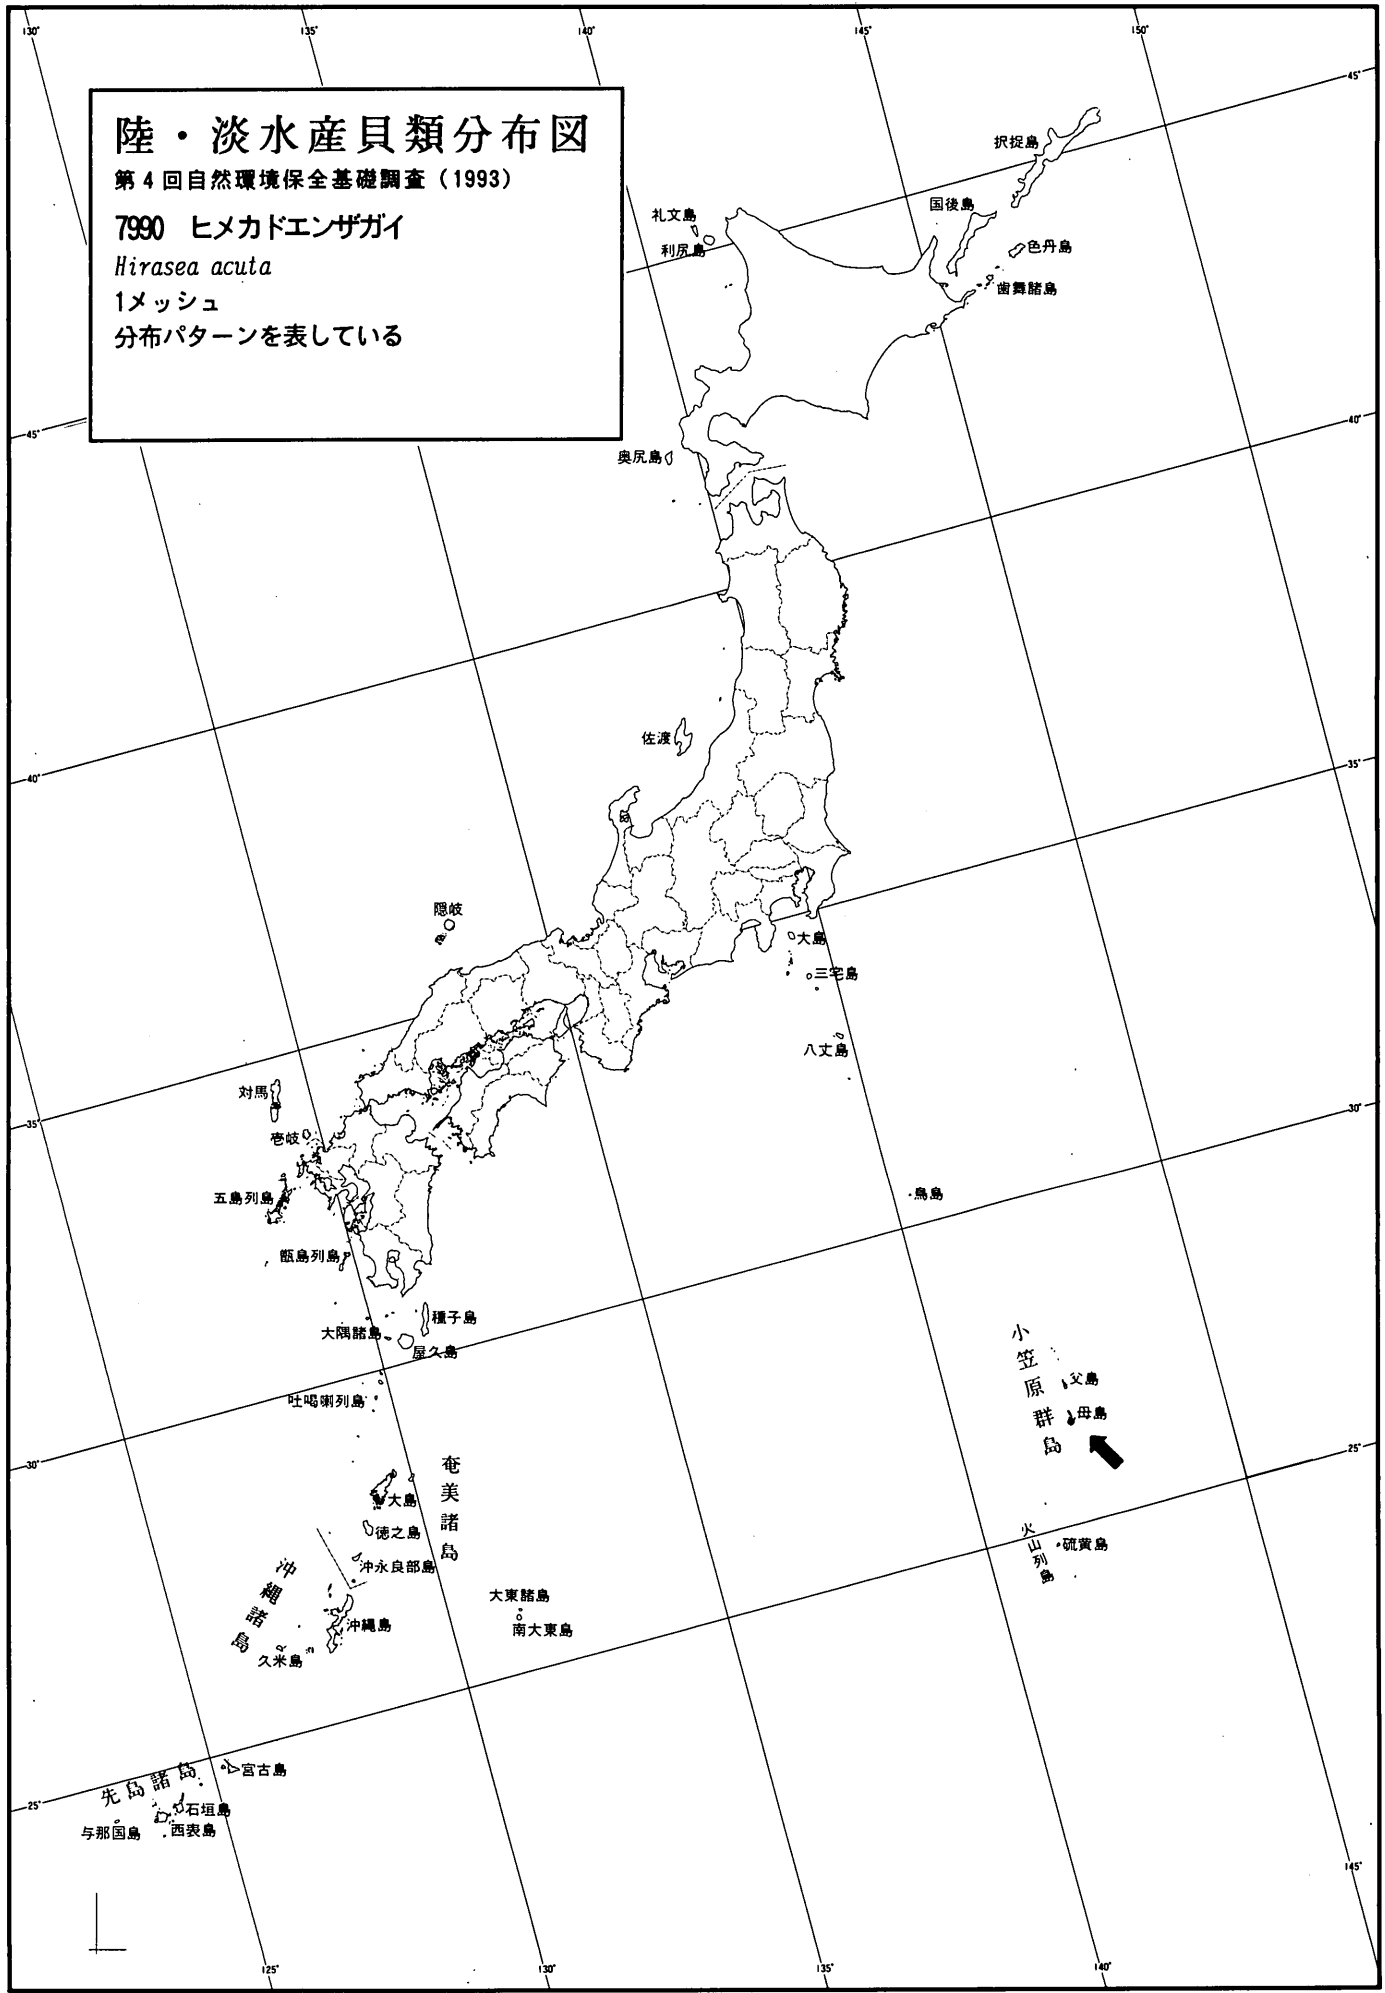 130°
135°
140°
145°
150°
陸・淡水産貝類分布図
第4回自然環境保全基礎調査（1993）
7990 ヒメカドエンザガイ
Hirasea acuta
1メッシュ
分布パターンを表している
45°
択捉島
国後島
色丹島
歯舞諸島
礼文島
利尻島
40°
45°
奥尻島
佐渡
35°
40°
隠岐
大島
三宅島
八丈島
対馬
壱岐
30°
35°
五島列島
鳥島
甑島列島
種子島
大隅諸島
屋久島
吐喝喇列島
小笠原群島
父島
母島
25°
30°
奄美諸島
大島
徳之島
沖永良部島
火山列島
硫黄島
沖縄諸島
沖縄島
久米島
大東諸島
南大東島
先島諸島
宮古島
石垣島
西表島
与那国島
25°
145°
125°
130°
135°
140°